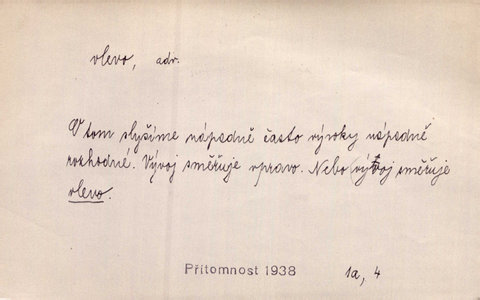 vlevo, adv.
O tom slyšíme nápadně často výroky nápadně
rozhodné. Vývoj směřuje vpravo. Nebo vývoj směřuje
vlevo.
Přítomnost 1938 1a, 4